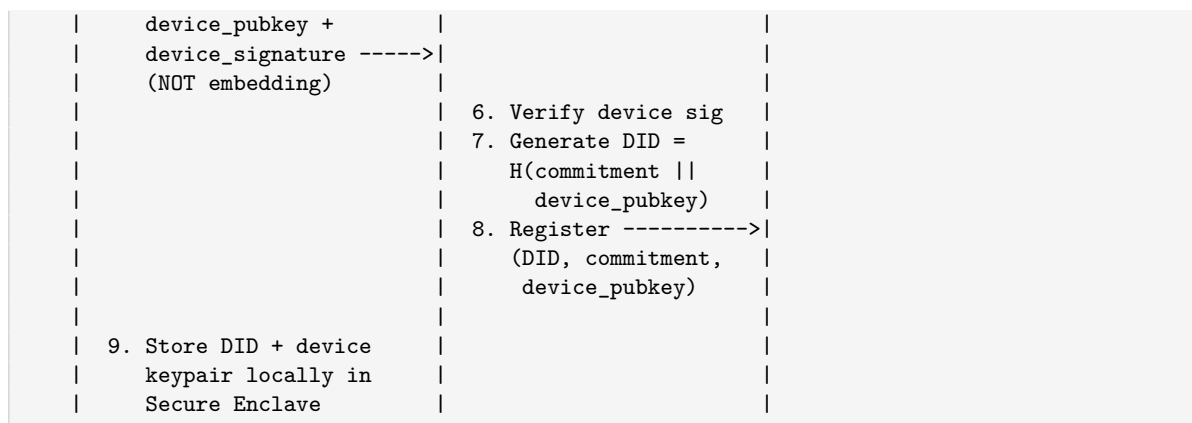 |     device_pubkey +        |                         |
|     device_signature ----->|                         |
|     (NOT embedding)        |                         |
|                            |  6. Verify device sig   |
|                            |  7. Generate DID =      |
|                            |     H(commitment ||     |
|                            |       device_pubkey)    |
|                            |  8. Register ---------->|
|                            |     (DID, commitment,   |
|                            |      device_pubkey)     |
|                            |                         |
|  9. Store DID + device     |                         |
|     keypair locally in     |                         |
|     Secure Enclave         |                         |